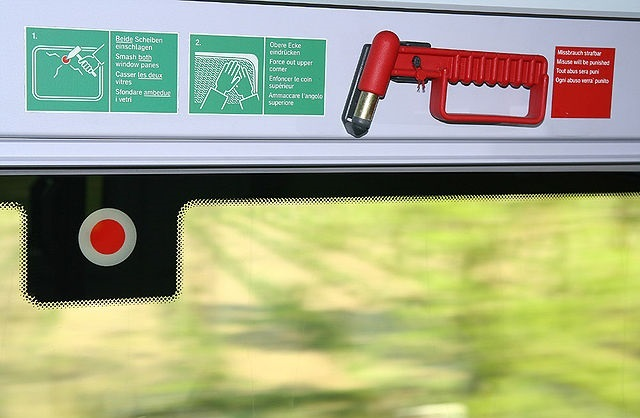 1.
Beide Scheiben
einschlagen
Smash both
window panes
Casser les deux
vitres
Sfondare ambedue
i vetri
2.
Obere Ecke
eindrücken
Force out upper
corner
Enfoncer le coin
supérieur
Ammaccare l'angolo
superiore
Missbrauch strafbar
Misuse will be punished
Tout abus sera puni
Ogni abuso verra' punito